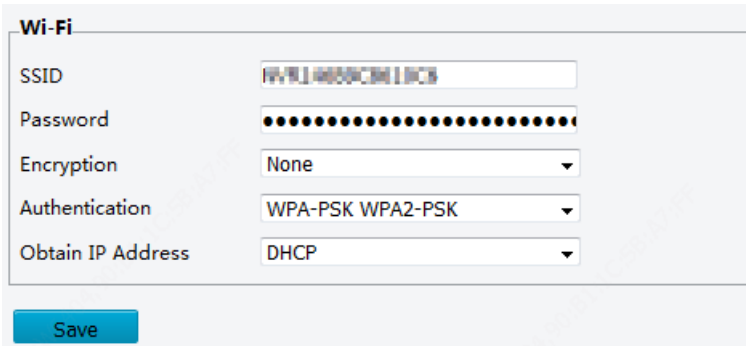 Wi-Fi
SSID
Password ●●●●●●●●●●●●●●●●●●●●●●●●●
Encryption None
Authentication WPA-PSK WPA2-PSK
Obtain IP Address DHCP
Save